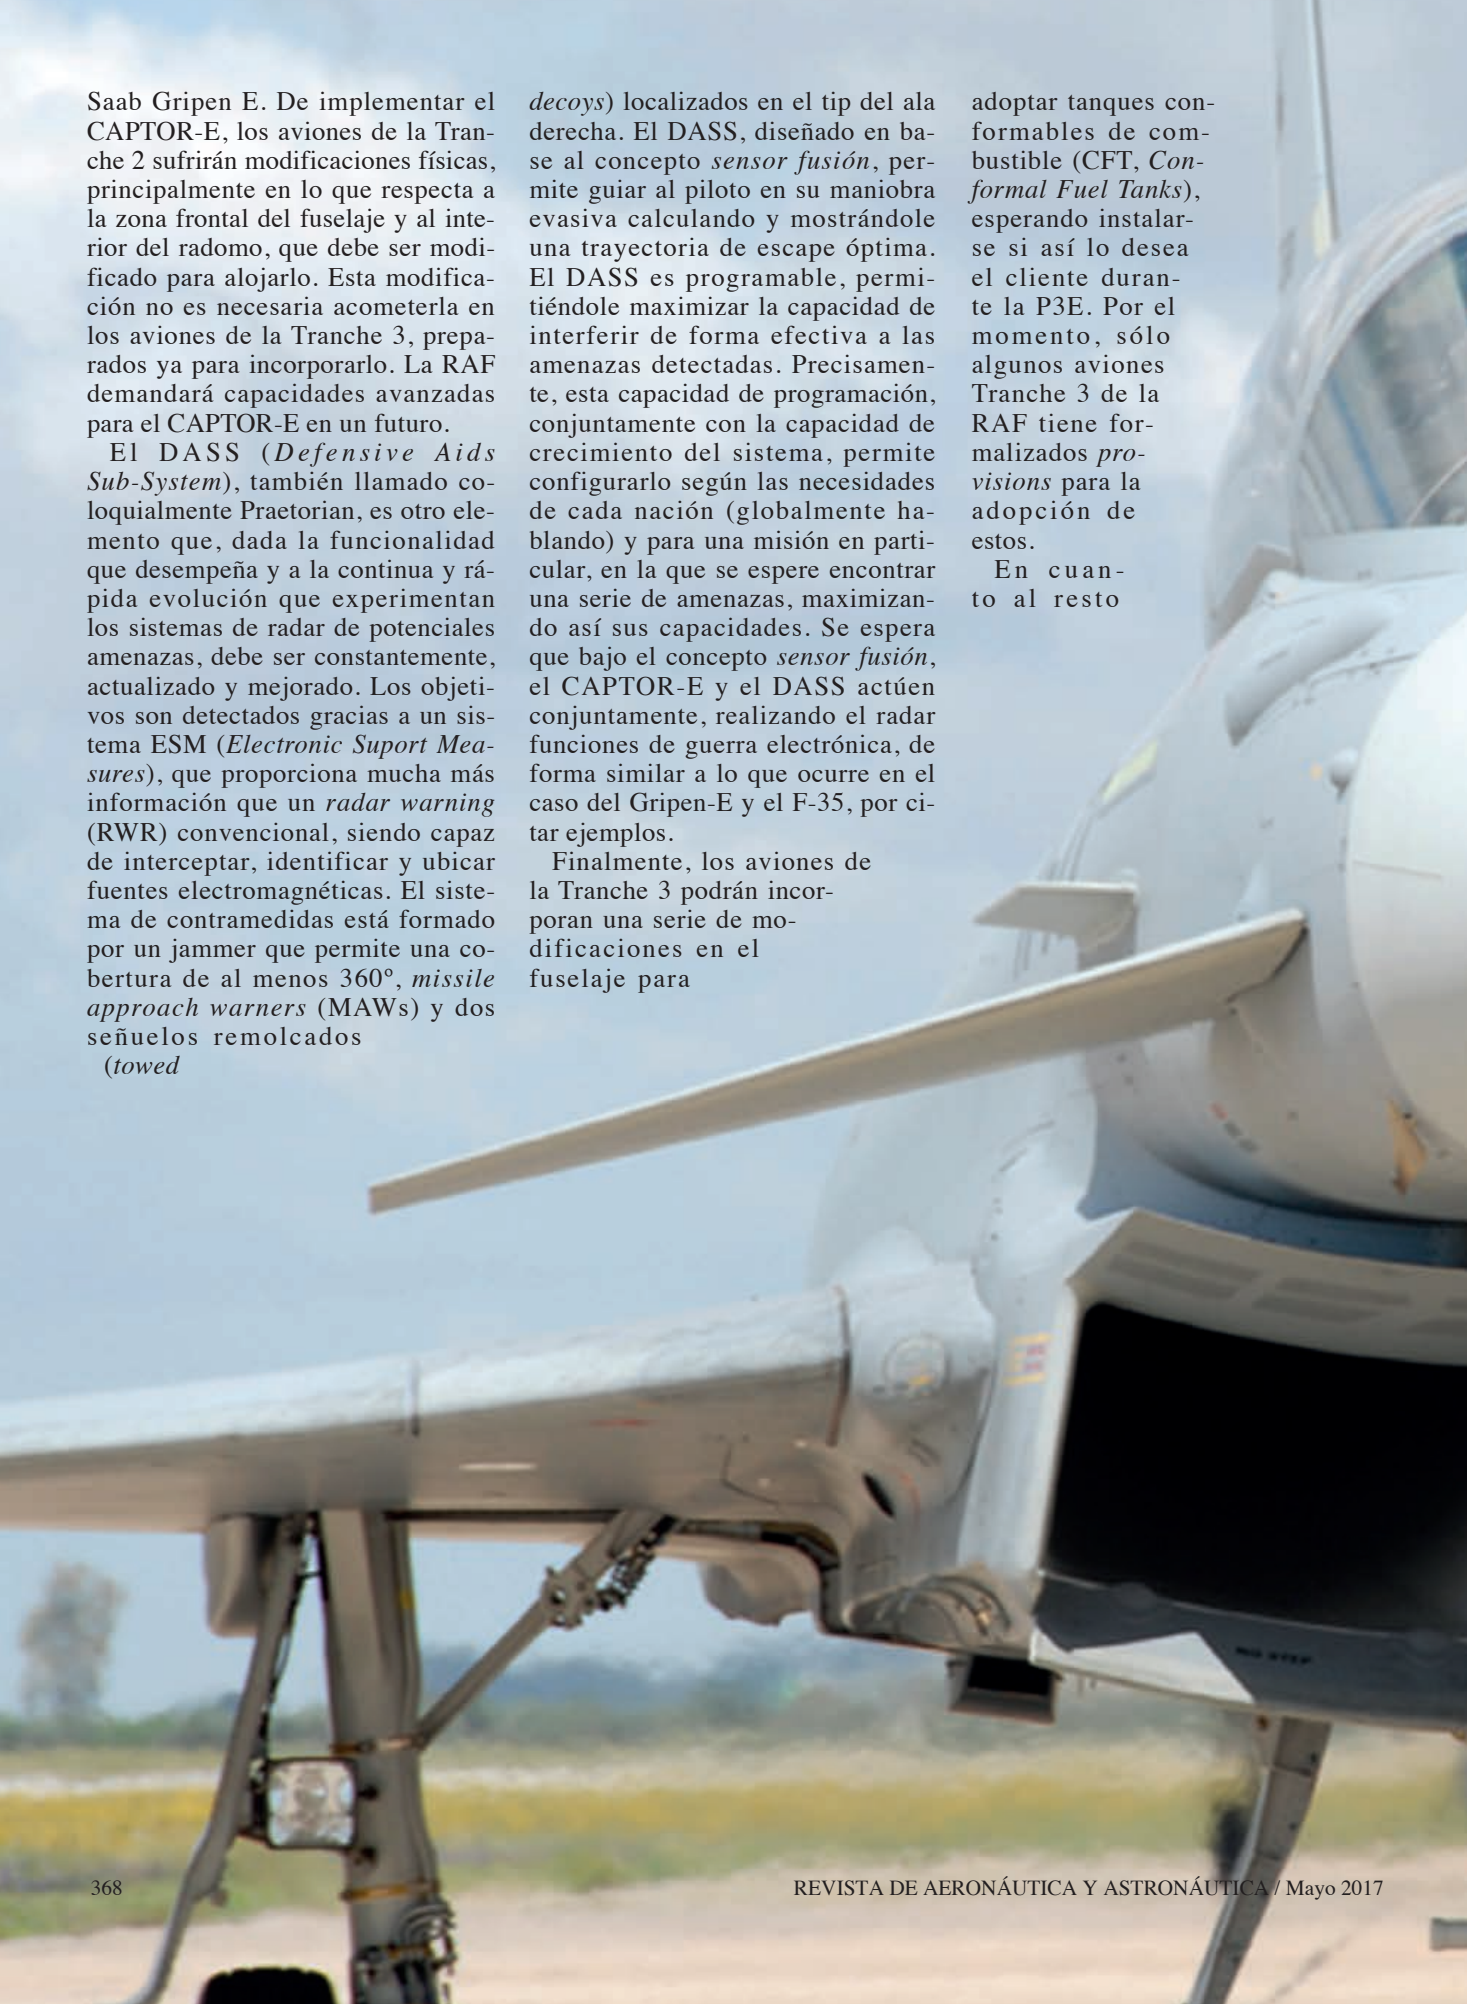 Saab Gripen E. De implementar el
CAPTOR-E, los aviones de la Tran-
che 2 sufrirán modificaciones físicas,
principalmente en lo que respecta a
la zona frontal del fuselaje y al inte-
rior del radomo, que debe ser modi-
ficado para alojarlo. Esta modifica-
ción no es necesaria acometerla en
los aviones de la Tranche 3, prepa-
rados ya para incorporarlo. La RAF
demandará capacidades avanzadas
para el CAPTOR-E en un futuro.
El DASS (Defensive Aids
Sub-System), también llamado co-
loquialmente Praetorian, es otro ele-
mento que, dada la funcionalidad
que desempeña y a la continua y rá-
pida evolución que experimentan
los sistemas de radar de potenciales
amenazas, debe ser constantemente,
actualizado y mejorado. Los objeti-
vos son detectados gracias a un sis-
tema ESM (Electronic Suport Mea-
sures), que proporciona mucha más
información que un radar warning
(RWR) convencional, siendo capaz
de interceptar, identificar y ubicar
fuentes electromagnéticas. El siste-
ma de contramedidas está formado
por un jammer que permite una co-
bertura de al menos 360º, missile
approach warners (MAWs) y dos
señuelos remolcados
(towed
decoys) localizados en el tip del ala
derecha. El DASS, diseñado en ba-
se al concepto sensor fusión, per-
mite guiar al piloto en su maniobra
evasiva calculando y mostrándole
una trayectoria de escape óptima.
El DASS es programable, permi-
tiéndole maximizar la capacidad de
interferir de forma efectiva a las
amenazas detectadas. Precisamen-
te, esta capacidad de programación,
conjuntamente con la capacidad de
crecimiento del sistema, permite
configurarlo según las necesidades
de cada nación (globalmente ha-
blando) y para una misión en parti-
cular, en la que se espere encontrar
una serie de amenazas, maximizan-
do así sus capacidades. Se espera
que bajo el concepto sensor fusión,
el CAPTOR-E y el DASS actúen
conjuntamente, realizando el radar
funciones de guerra electrónica, de
forma similar a lo que ocurre en el
caso del Gripen-E y el F-35, por ci-
tar ejemplos.
Finalmente, los aviones de
la Tranche 3 podrán incor-
poran una serie de mo-
dificaciones en el
fuselaje para
adoptar tanques con-
formables de com-
bustible (CFT, Con-
formal Fuel Tanks),
esperando instalar-
se si así lo desea
el cliente duran-
te la P3E. Por el
momento, sólo
algunos aviones
Tranche 3 de la
RAF tiene for-
malizados pro-
visions para la
adopción de
estos.
En cuan-
to al resto
NO STEP
368
REVISTA DE AERONÁUTICA Y ASTRONÁUTICA / Mayo 2017